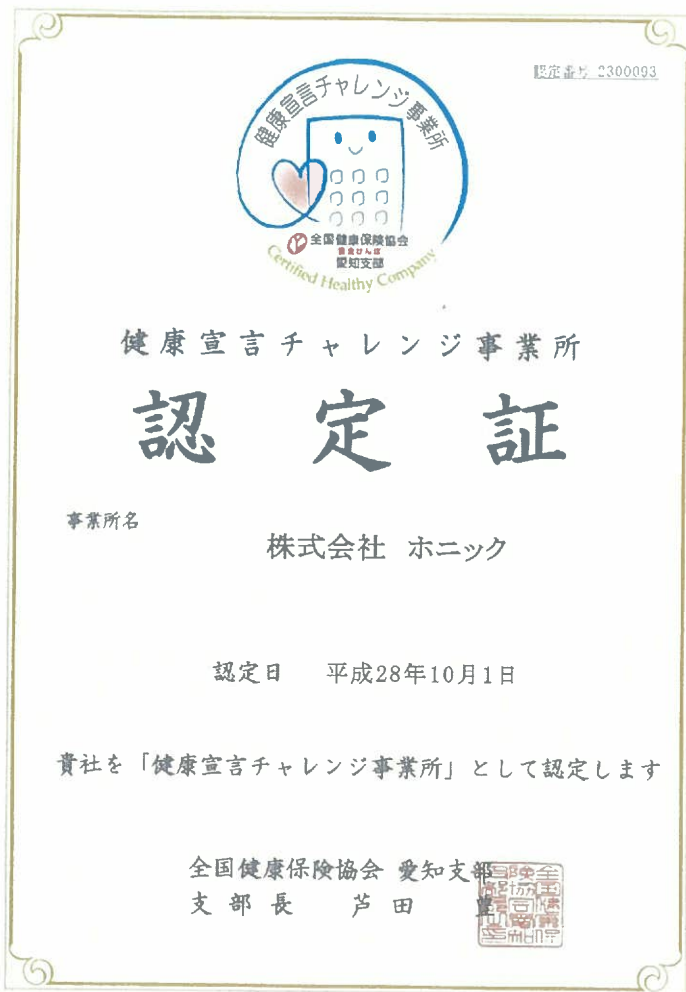 認定番号 2300093
健康宣言チャレンジ事業所
全国健康保険協会
協会けんぽ
愛知支部
Certified Healthy Company
健康宣言チャレンジ事業所
認定証
事業所名
株式会社 ホニック
認定日 平成28年10月1日
貴社を「健康宣言チャレンジ事業所」として認定します
全国健康保険協会 愛知支部
支部長 芦田 豊